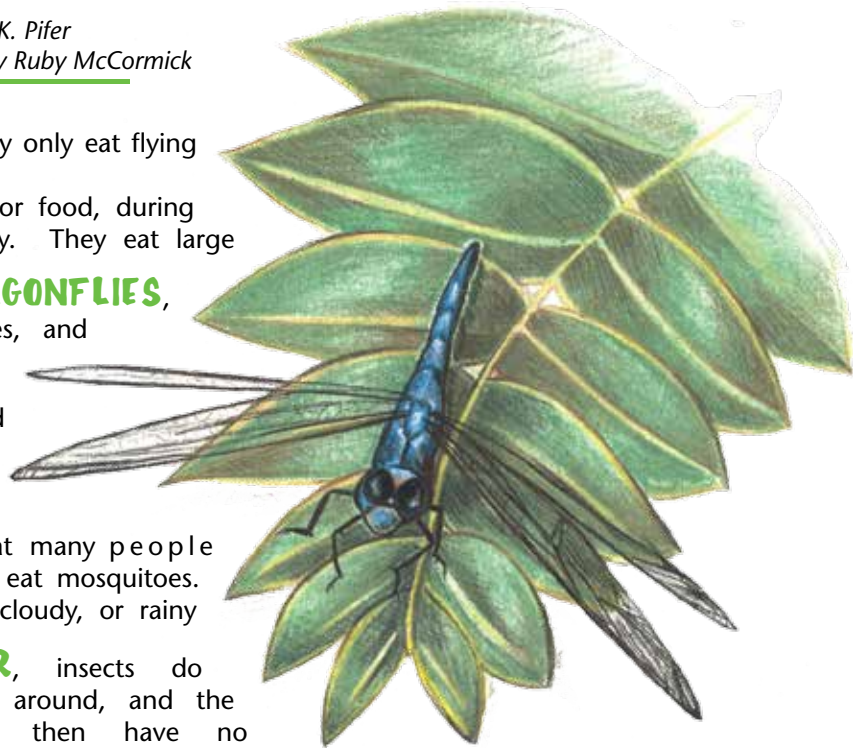 K. Pifer
Ruby McCormick
only eat flying
or food, during
They eat large
GONFLIES,
and
at many people
eat mosquitoes.
cloudy, or rainy
insects do
around, and the
then have no